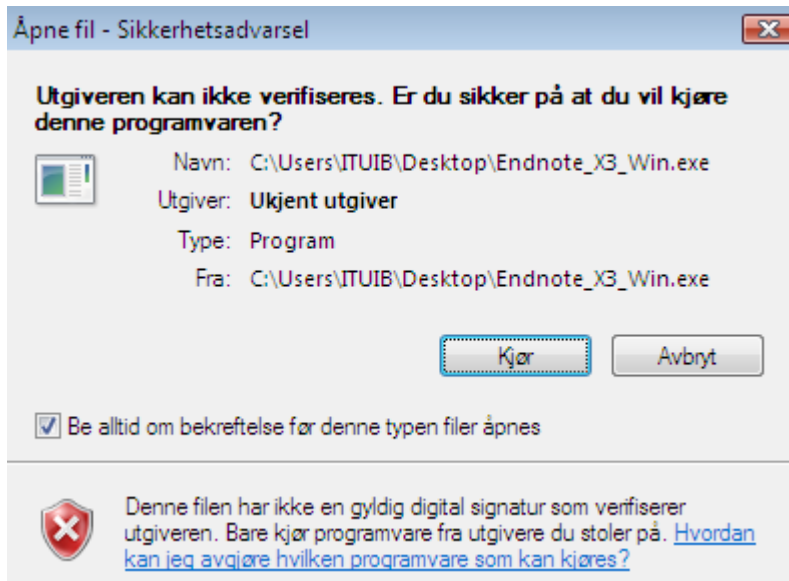 Åpne fil - Sikkerhetsadvarsel
Utgiveren kan ikke verifiseres. Er du sikker på at du vil kjøre
denne programvaren?
Navn: C:\Users\ITUIB\Desktop\Endnote_X3_Win.exe
Utgiver: Ukjent utgiver
Type: Program
Fra: C:\Users\ITUIB\Desktop\Endnote_X3_Win.exe
Kjør Avbryt
Be alltid om bekreftelse før denne typen filer åpnes
Denne filen har ikke en gyldig digital signatur som verifiserer
utgiveren. Bare kjør programvare fra utgivere du stoler på. Hvordan
kan jeg avgjøre hvilken programvare som kan kjøres?